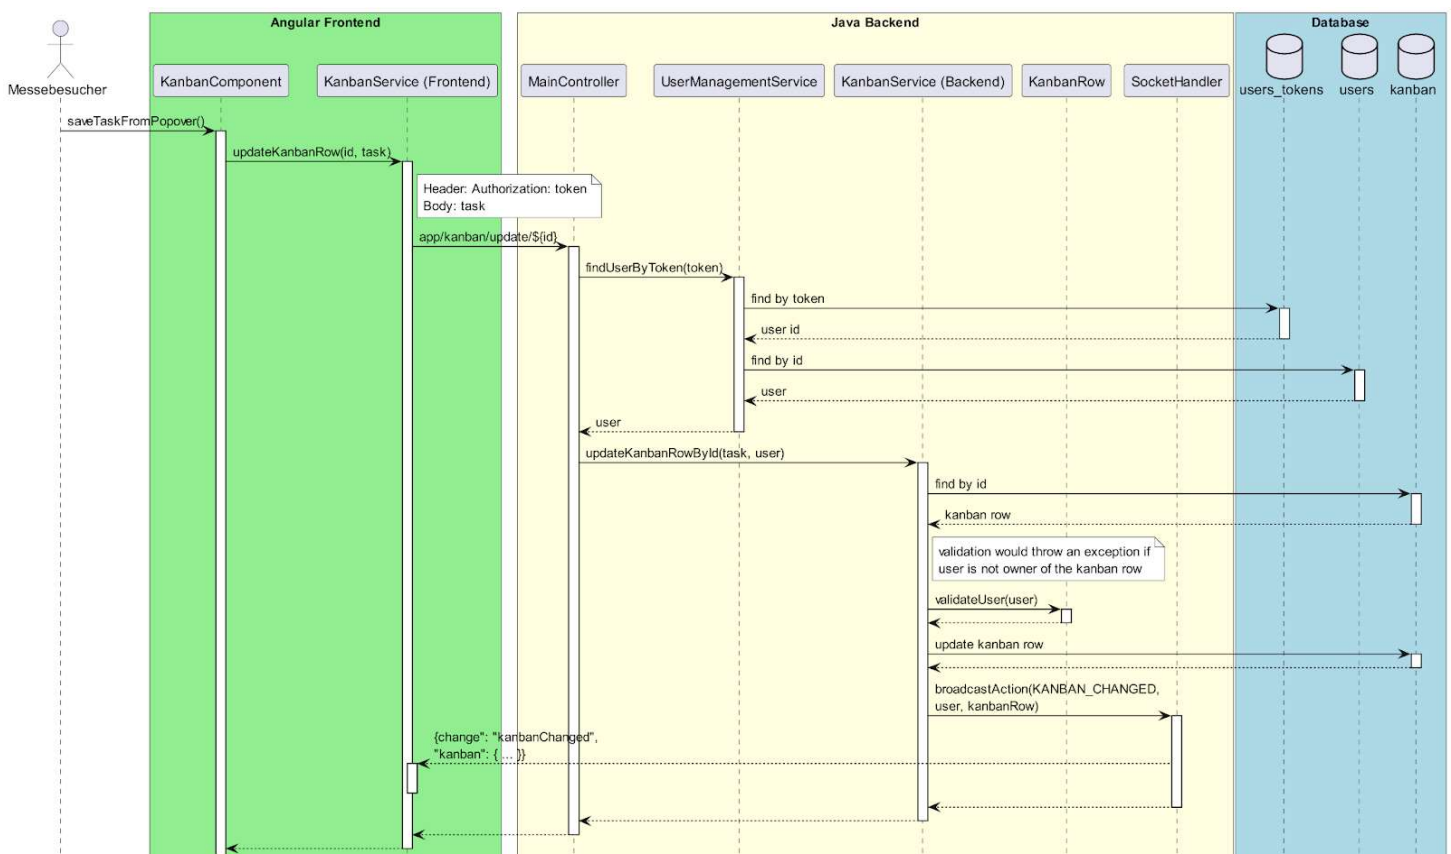 Angular Frontend
Java Backend
Database
Messebesucher
KanbanComponent
KanbanService (Frontend)
MainController
UserManagementService
KanbanService (Backend)
KanbanRow
SocketHandler
users_tokens
users
kanban
saveTaskFromPopover()
updateKanbanRow(id, task)
Header: Authorization: token
Body: task
app/kanban/update/${id}
findUserByToken(token)
find by token
user id
find by id
user
user
updateKanbanRowById(task, user)
find by id
kanban row
validation would throw an exception if
user is not owner of the kanban row
validateUser(user)
update kanban row
broadcastAction(KANBAN_CHANGED,
user, kanbanRow)
{change": "kanbanChanged",
"kanban": { ... }}